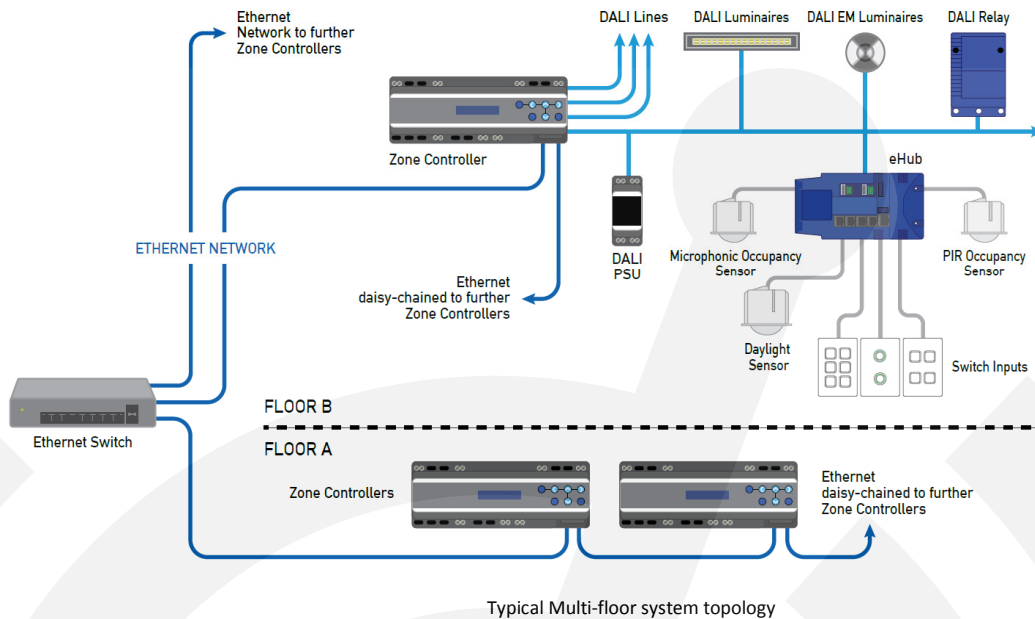 Ethernet
Network to further
Zone Controllers
DALI Lines
DALI Luminaires
DALI EM Luminaires
DALI Relay
Zone Controller
eHub
ETHERNET NETWORK
DALI
PSU
Microphonic Occupancy
Sensor
PIR Occupancy
Sensor
Ethernet
daisy-chained to further
Zone Controllers
Daylight
Sensor
Switch Inputs
Ethernet Switch
FLOOR B
FLOOR A
Zone Controllers
Ethernet
daisy-chained to further
Zone Controllers
Typical Multi-floor system topology